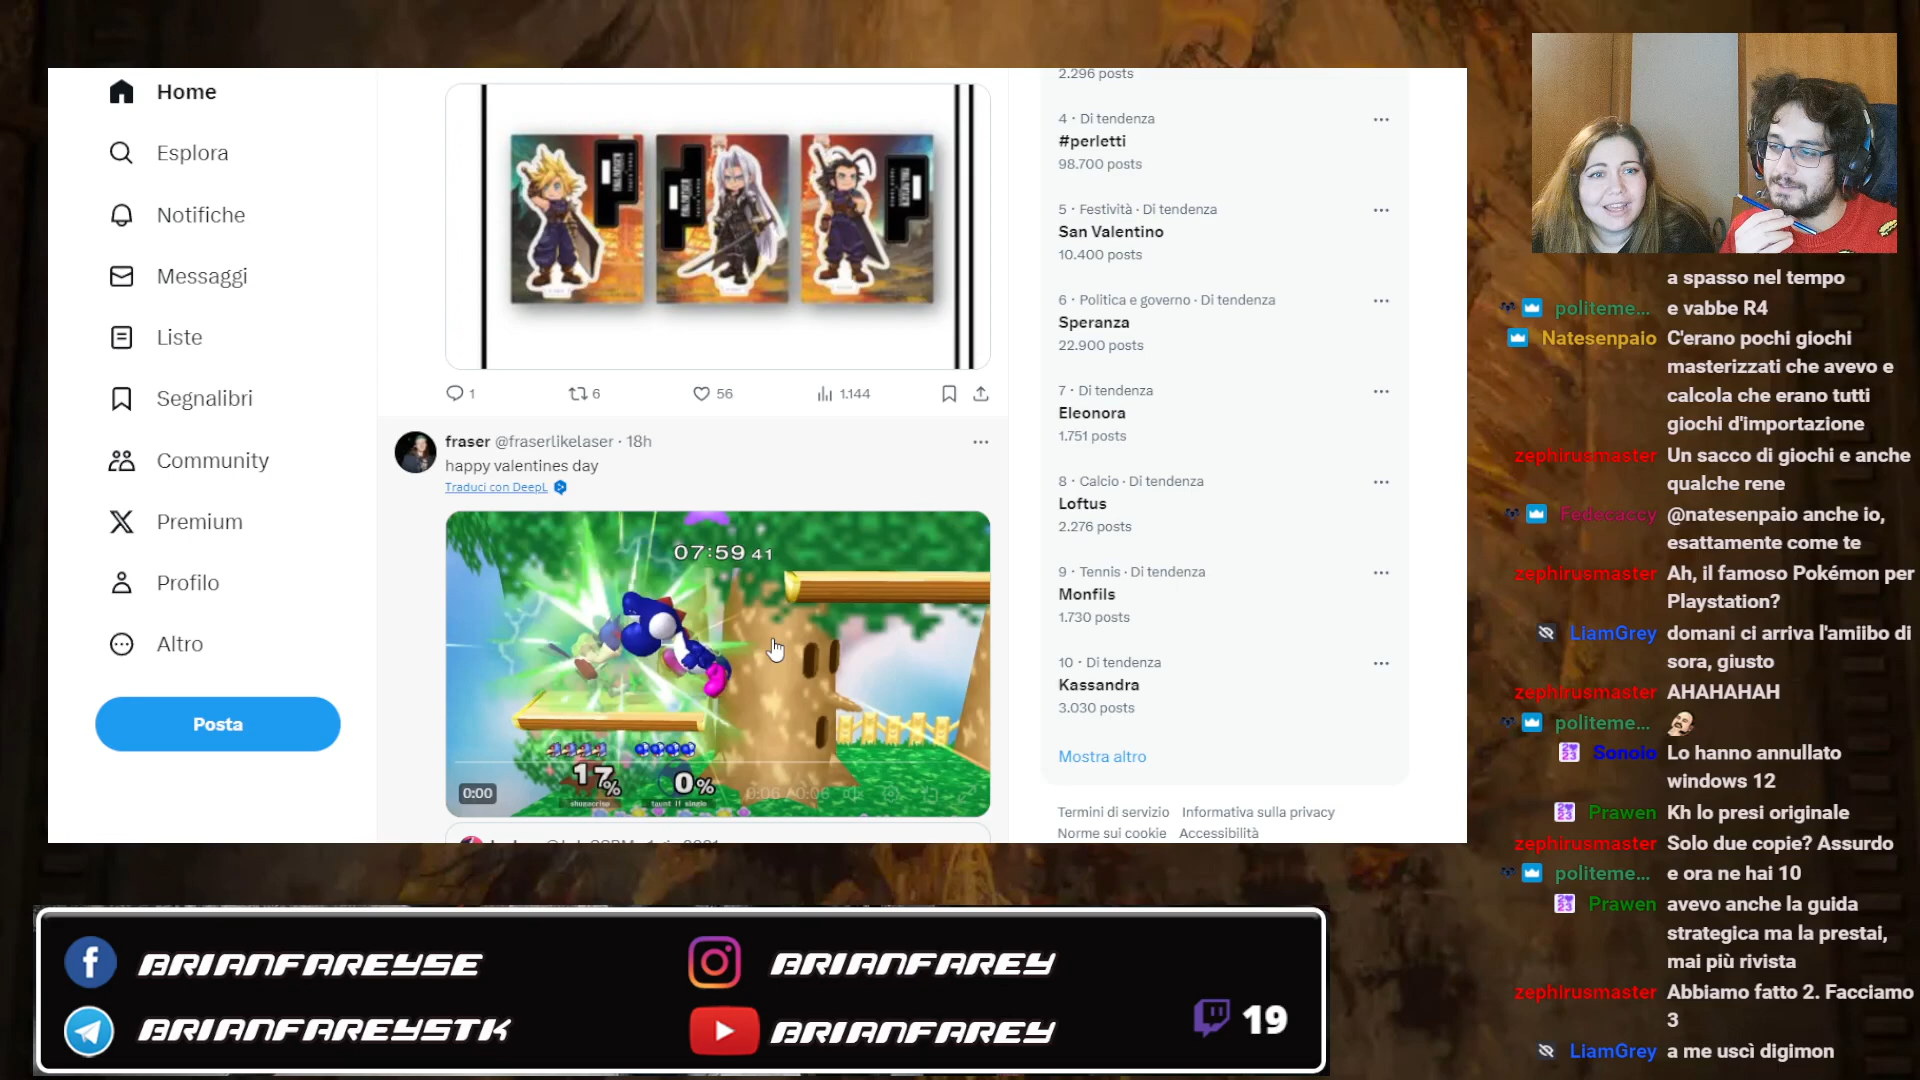 Home
Esplora
Notifiche
Messaggi
Liste
Segnalibri
Community
Premium
Profilo
Altro
Posta
1
6
56
1.144
fraser @fraserlikelaser · 18h
happy valentines day
Traduci con DeepL
07:59 41
17%
0%
0:00
2.296 posts
4 · Di tendenza
#perletti
98.700 posts
5 · Festività · Di tendenza
San Valentino
10.400 posts
6 · Politica e governo · Di tendenza
Speranza
22.900 posts
7 · Di tendenza
Eleonora
1.751 posts
8 · Calcio · Di tendenza
Loftus
2.276 posts
9 · Tennis · Di tendenza
Monfils
1.730 posts
10 · Di tendenza
Kassandra
3.030 posts
Mostra altro
Termini di servizio Informativa sulla privacy
Norme sui cookie Accessibilità
a spasso nel tempo
politeme... e vabbe R4
Natesenpaio C'erano pochi giochi
masterizzati che avevo e
calcola che erano tutti
giochi d'importazione
zephirusmaster Un sacco di giochi e anche
qualche rene
Fedecaccy @natesenpaio anche io,
esattamente come te
zephirusmaster Ah, il famoso Pokémon per
Playstation?
LiamGrey domani ci arriva l'amiibo di
sora, giusto
zephirusmaster AHAHAHAH
politeme...
Sonoio Lo hanno annullato
windows 12
Prawen Kh lo presi originale
zephirusmaster Solo due copie? Assurdo
politeme... e ora ne hai 10
Prawen avevo anche la guida
strategica ma la prestai,
mai più rivista
zephirusmaster Abbiamo fatto 2. Facciamo
3
LiamGrey a me uscì digimon
BRIANFAREYSE
BRIANFAREY
BRIANFAREYSTK
BRIANFAREY
19